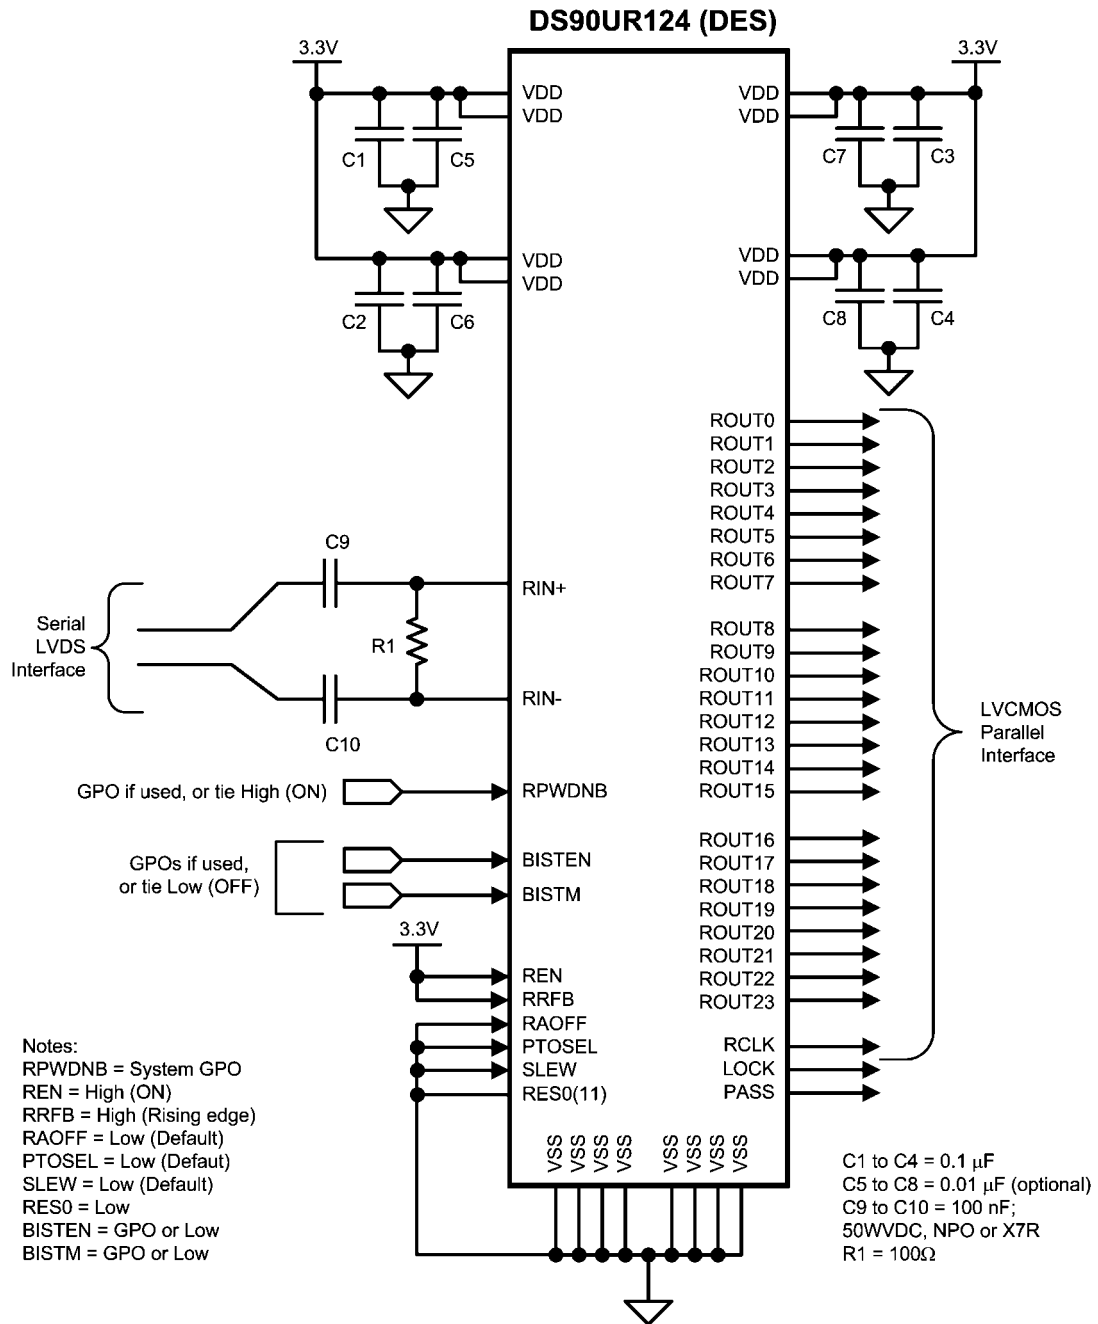 DS90UR124 (DES)
3.3V
3.3V
VDD
VDD
VDD
VDD
C1
C5
C7
C3
VDD
VDD
VDD
VDD
C2
C6
C8
C4
ROUT0
ROUT1
ROUT2
ROUT3
ROUT4
ROUT5
ROUT6
ROUT7
ROUT8
ROUT9
ROUT10
ROUT11
ROUT12
ROUT13
ROUT14
ROUT15
ROUT16
ROUT17
ROUT18
ROUT19
ROUT20
ROUT21
ROUT22
ROUT23
RCLK
LOCK
PASS
LVCMOS
Parallel
Interface
C9
RIN+
Serial
LVDS
Interface
R1
RIN-
C10
GPO if used, or tie High (ON)
RPWDNB
GPOs if used,
or tie Low (OFF)
BISTEN
BISTM
3.3V
REN
RRFB
RAOFF
PTOSEL
SLEW
RES0(11)
VSS
VSS
VSS
VSS
VSS
VSS
VSS
VSS
Notes:
RPWDNB = System GPO
REN = High (ON)
RRFB = High (Rising edge)
RAOFF = Low (Default)
PTOSEL = Low (Defaut)
SLEW = Low (Default)
RES0 = Low
BISTEN = GPO or Low
BISTM = GPO or Low
C1 to C4 = 0.1 μF
C5 to C8 = 0.01 μF (optional)
C9 to C10 = 100 nF;
50WVDC, NPO or X7R
R1 = 100Ω